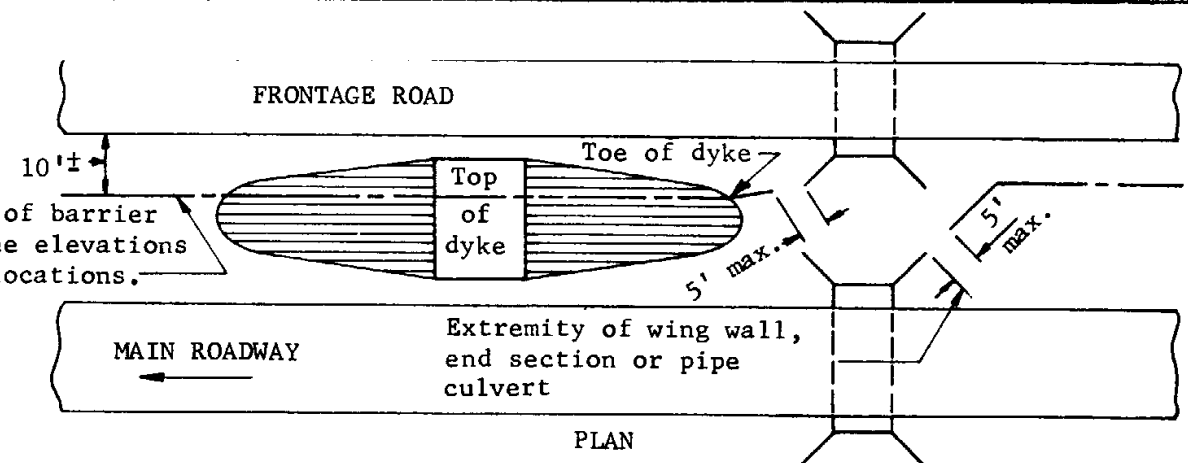 FRONTAGE ROAD
10'±
Toe of dyke
Top
of
dyke
of barrier
elevations
locations.
5' max.
5'
max.
MAIN ROADWAY
Extremity of wing wall,
end section or pipe
culvert
PLAN